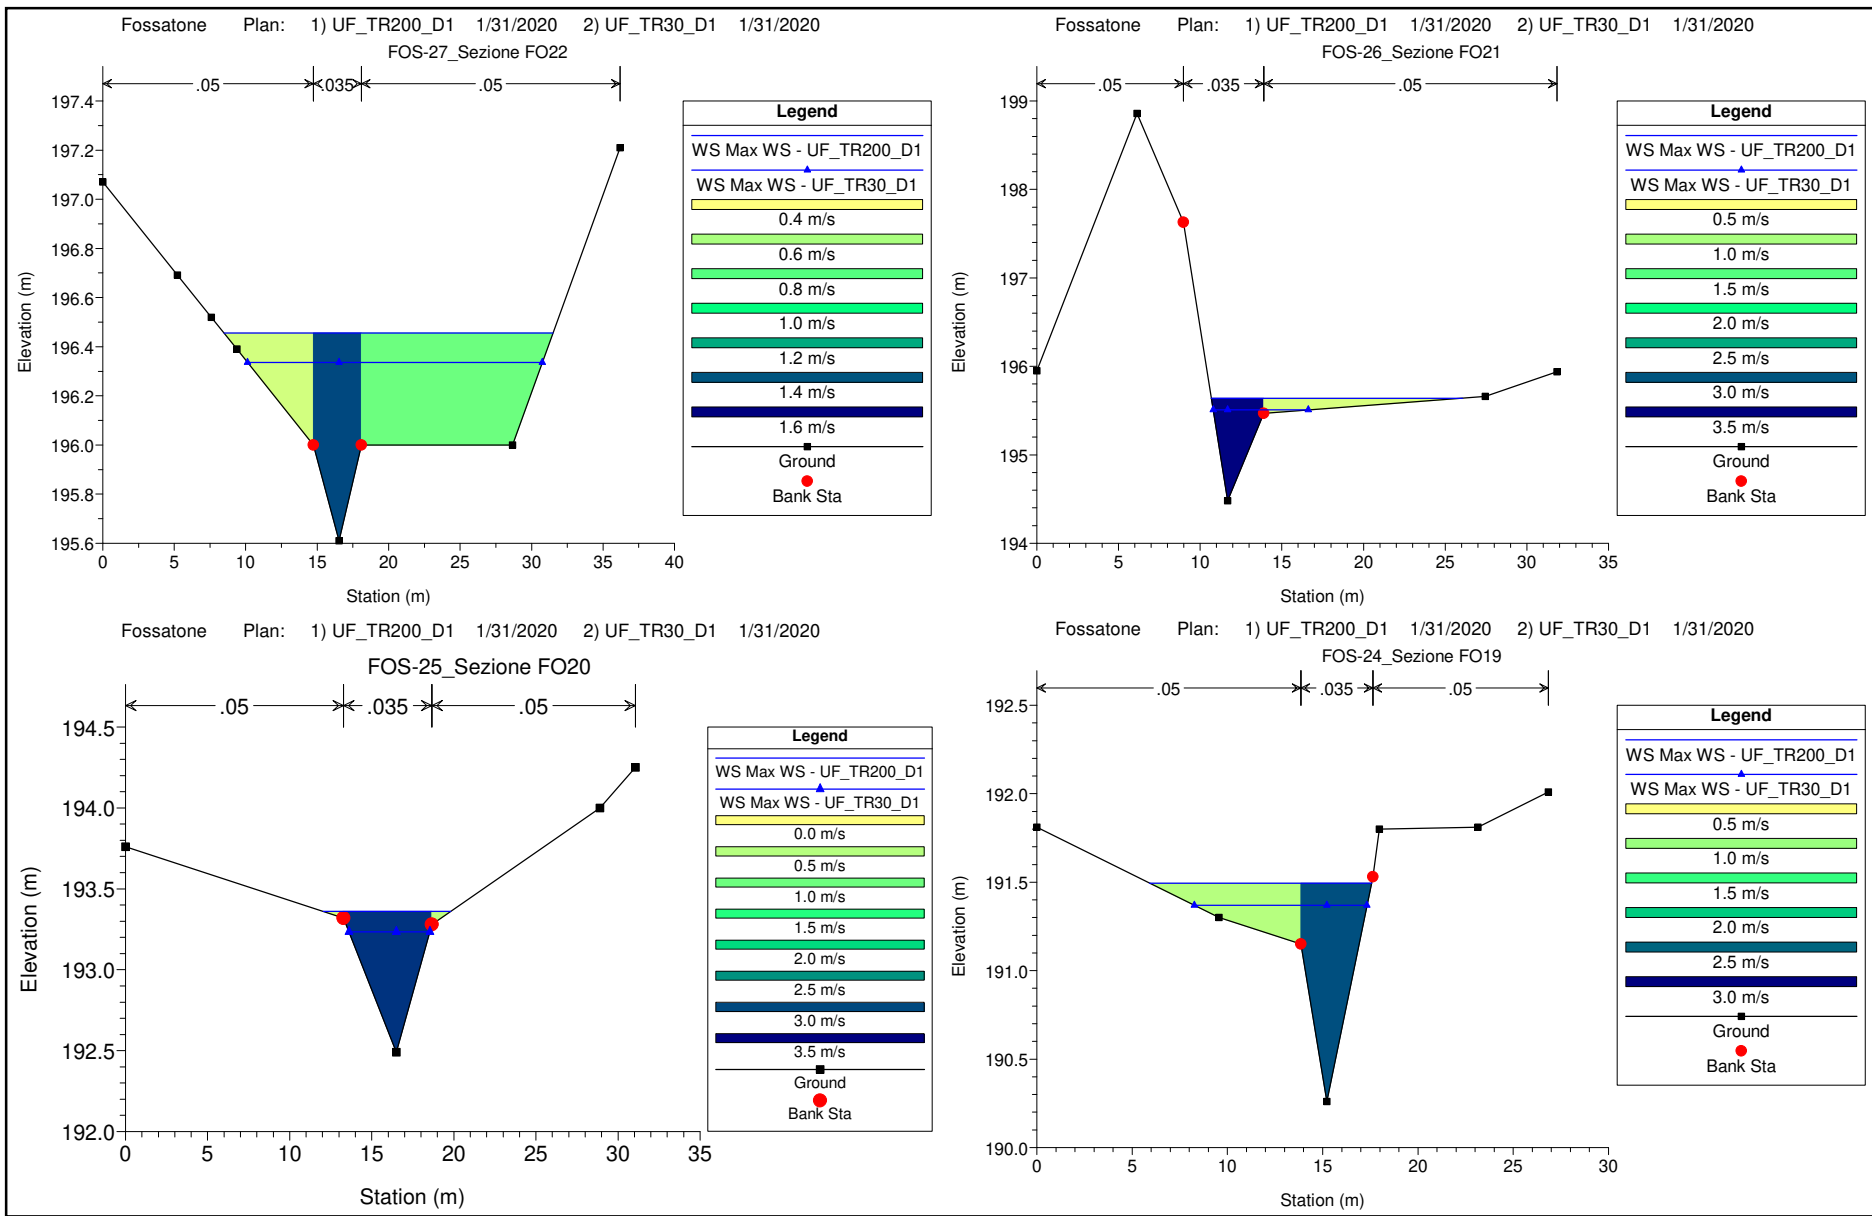 Fossatone Plan: 1) UF_TR200_D1 1/31/2020 2) UF_TR30_D1 1/31/2020
FOS-27_Sezione FO22
.05 .035 .05
197.4
197.2
197.0
196.8
196.6
196.4
196.2
196.0
195.8
195.6
Elevation (m)
0 5 10 15 20 25 30 35 40
Station (m)
Legend
WS Max WS - UF_TR200_D1
WS Max WS - UF_TR30_D1
0.4 m/s
0.6 m/s
0.8 m/s
1.0 m/s
1.2 m/s
1.4 m/s
1.6 m/s
Ground
Bank Sta
Fossatone Plan: 1) UF_TR200_D1 1/31/2020 2) UF_TR30_D1 1/31/2020
FOS-26_Sezione FO21
.05 .035 .05
199
198
197
196
195
194
Elevation (m)
0 5 10 15 20 25 30 35
Station (m)
Legend
WS Max WS - UF_TR200_D1
WS Max WS - UF_TR30_D1
0.5 m/s
1.0 m/s
1.5 m/s
2.0 m/s
2.5 m/s
3.0 m/s
3.5 m/s
Ground
Bank Sta
Fossatone Plan: 1) UF_TR200_D1 1/31/2020 2) UF_TR30_D1 1/31/2020
FOS-25_Sezione FO20
.05 .035 .05
194.5
194.0
193.5
193.0
192.5
192.0
Elevation (m)
0 5 10 15 20 25 30 35
Station (m)
Legend
WS Max WS - UF_TR200_D1
WS Max WS - UF_TR30_D1
0.0 m/s
0.5 m/s
1.0 m/s
1.5 m/s
2.0 m/s
2.5 m/s
3.0 m/s
3.5 m/s
Ground
Bank Sta
Fossatone Plan: 1) UF_TR200_D1 1/31/2020 2) UF_TR30_D1 1/31/2020
FOS-24_Sezione FO19
.05 .035 .05
192.5
192.0
191.5
191.0
190.5
190.0
Elevation (m)
0 5 10 15 20 25 30
Station (m)
Legend
WS Max WS - UF_TR200_D1
WS Max WS - UF_TR30_D1
0.5 m/s
1.0 m/s
1.5 m/s
2.0 m/s
2.5 m/s
3.0 m/s
Ground
Bank Sta